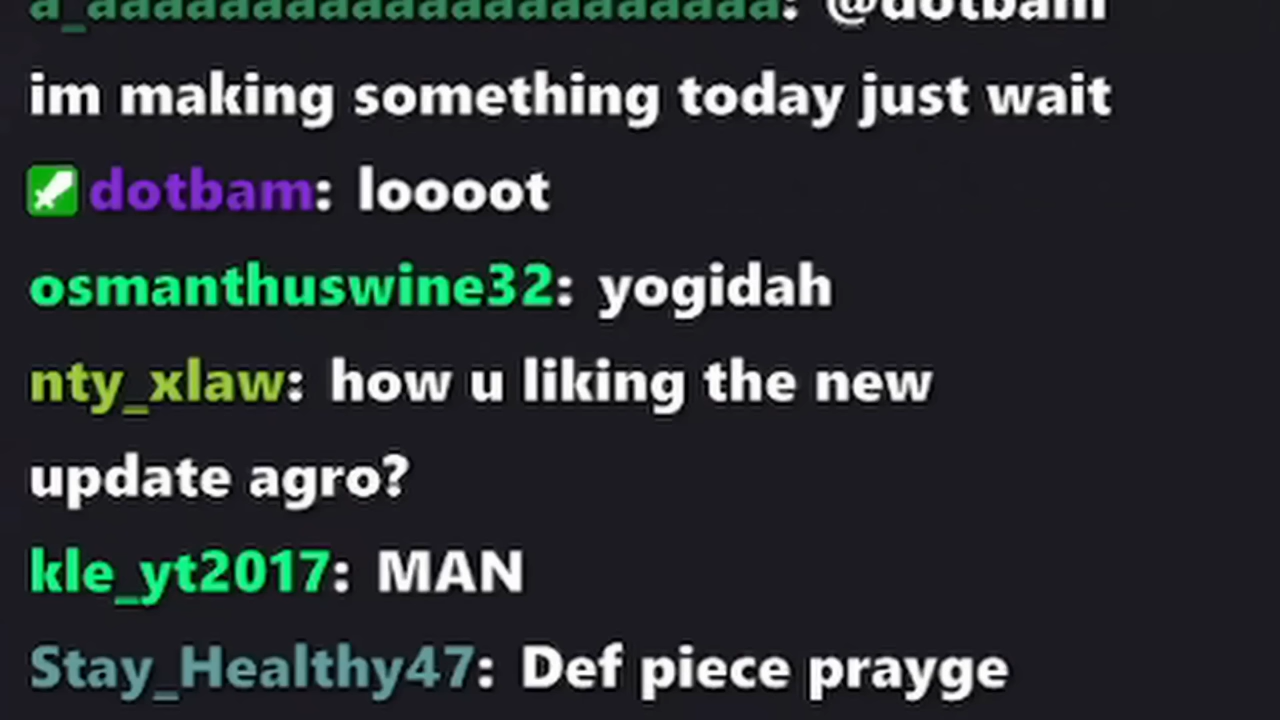 @dotbam
im making something today just wait
dotbam: loooot
osmanthuswine32: yogidah
nty_xlaw: how u liking the new
update agro?
kle_yt2017: MAN
Stay_Healthy47: Def piece prayge